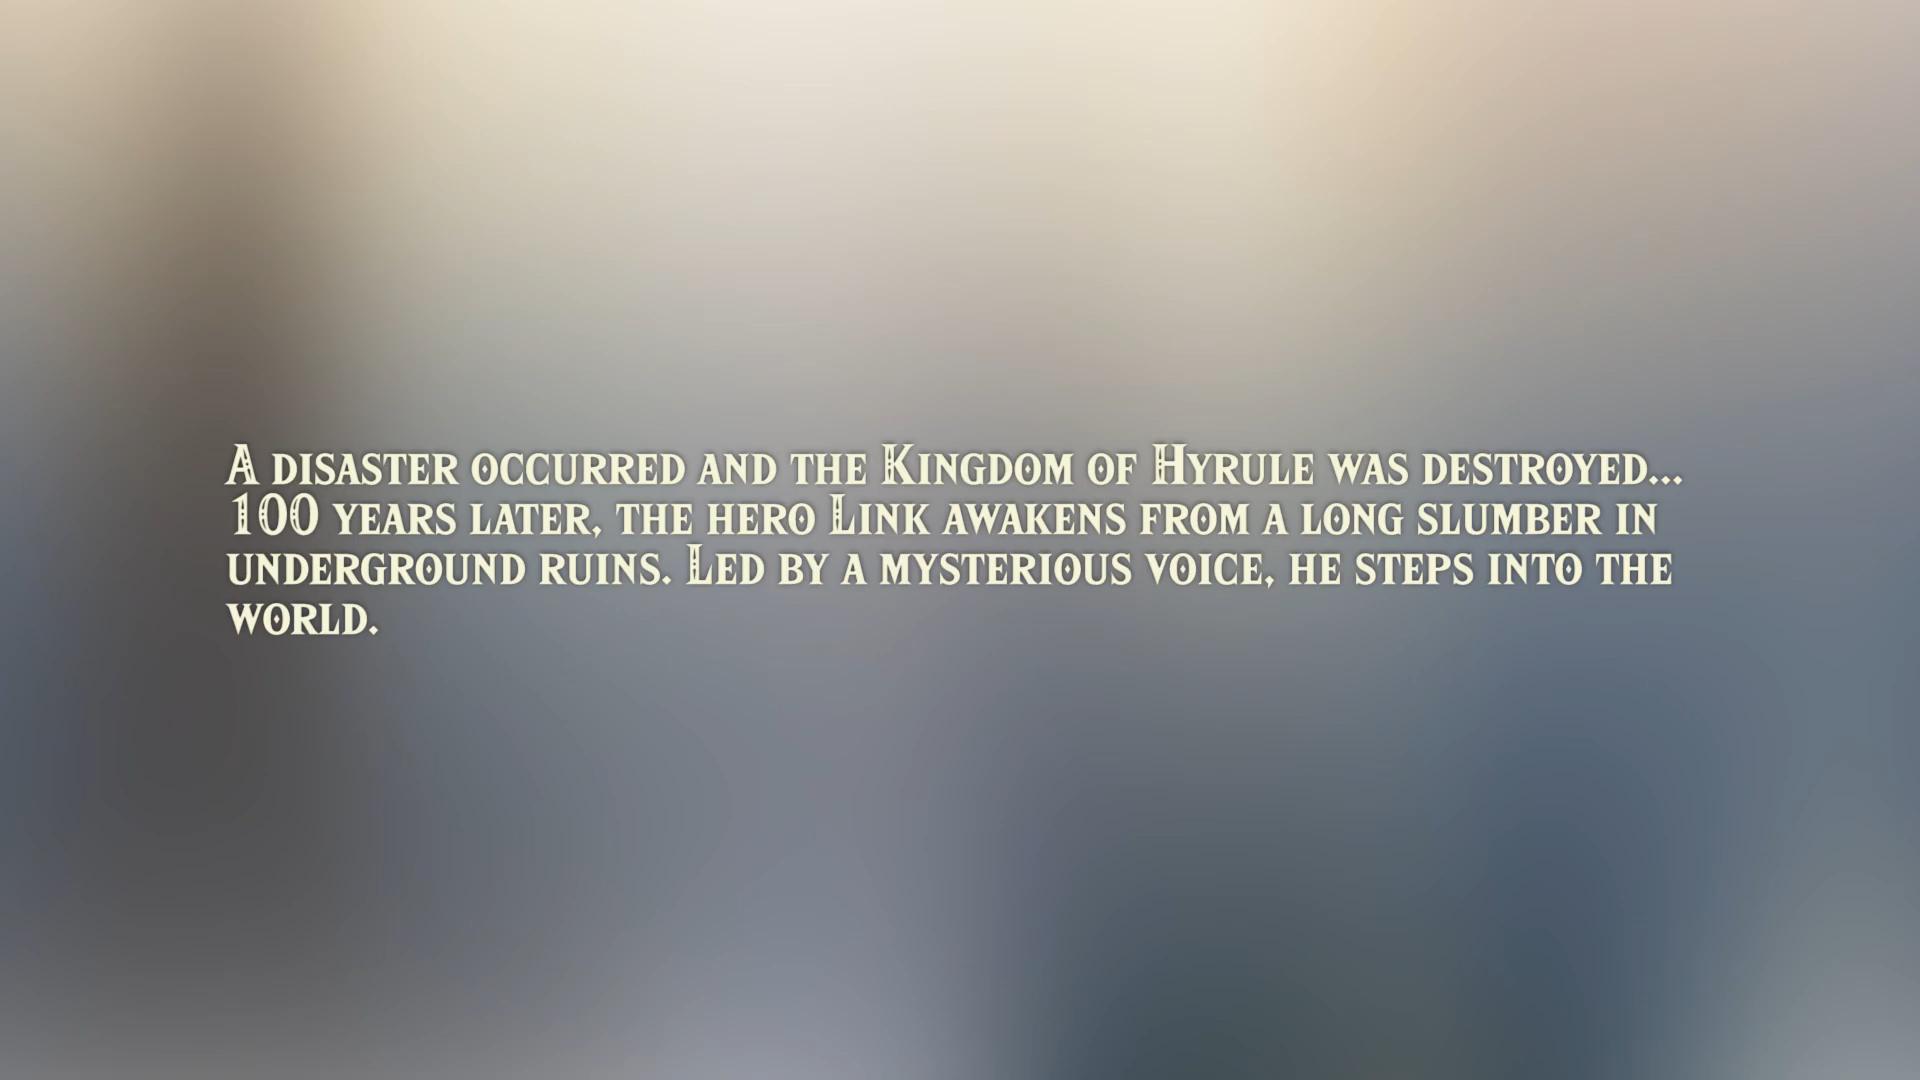 A disaster occurred and the Kingdom of Hyrule was destroyed...
100 years later, the hero Link awakens from a long slumber in
underground ruins. Led by a mysterious voice, he steps into the
world.